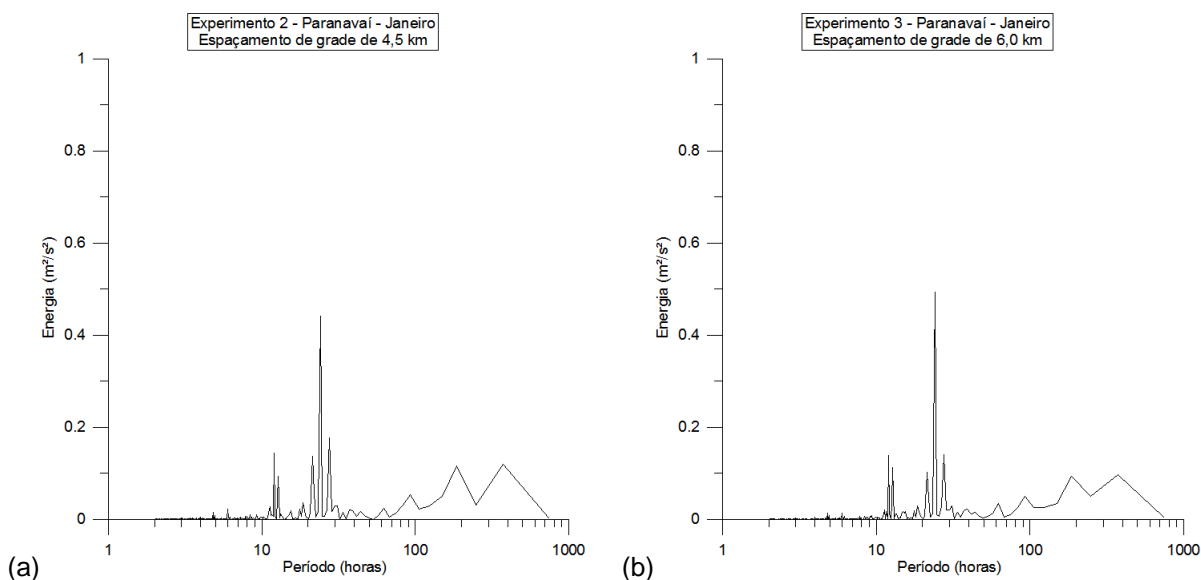 Experimento 2 - Paranavaí - Janeiro
Espaçamento de grade de 4,5 km
1
0.8
0.6
0.4
0.2
0
Energia (m²/s²)
1
10
100
1000
Período (horas)
(a)
Experimento 3 - Paranavaí - Janeiro
Espaçamento de grade de 6,0 km
1
0.8
0.6
0.4
0.2
0
Energia (m²/s²)
1
10
100
1000
Período (horas)
(b)